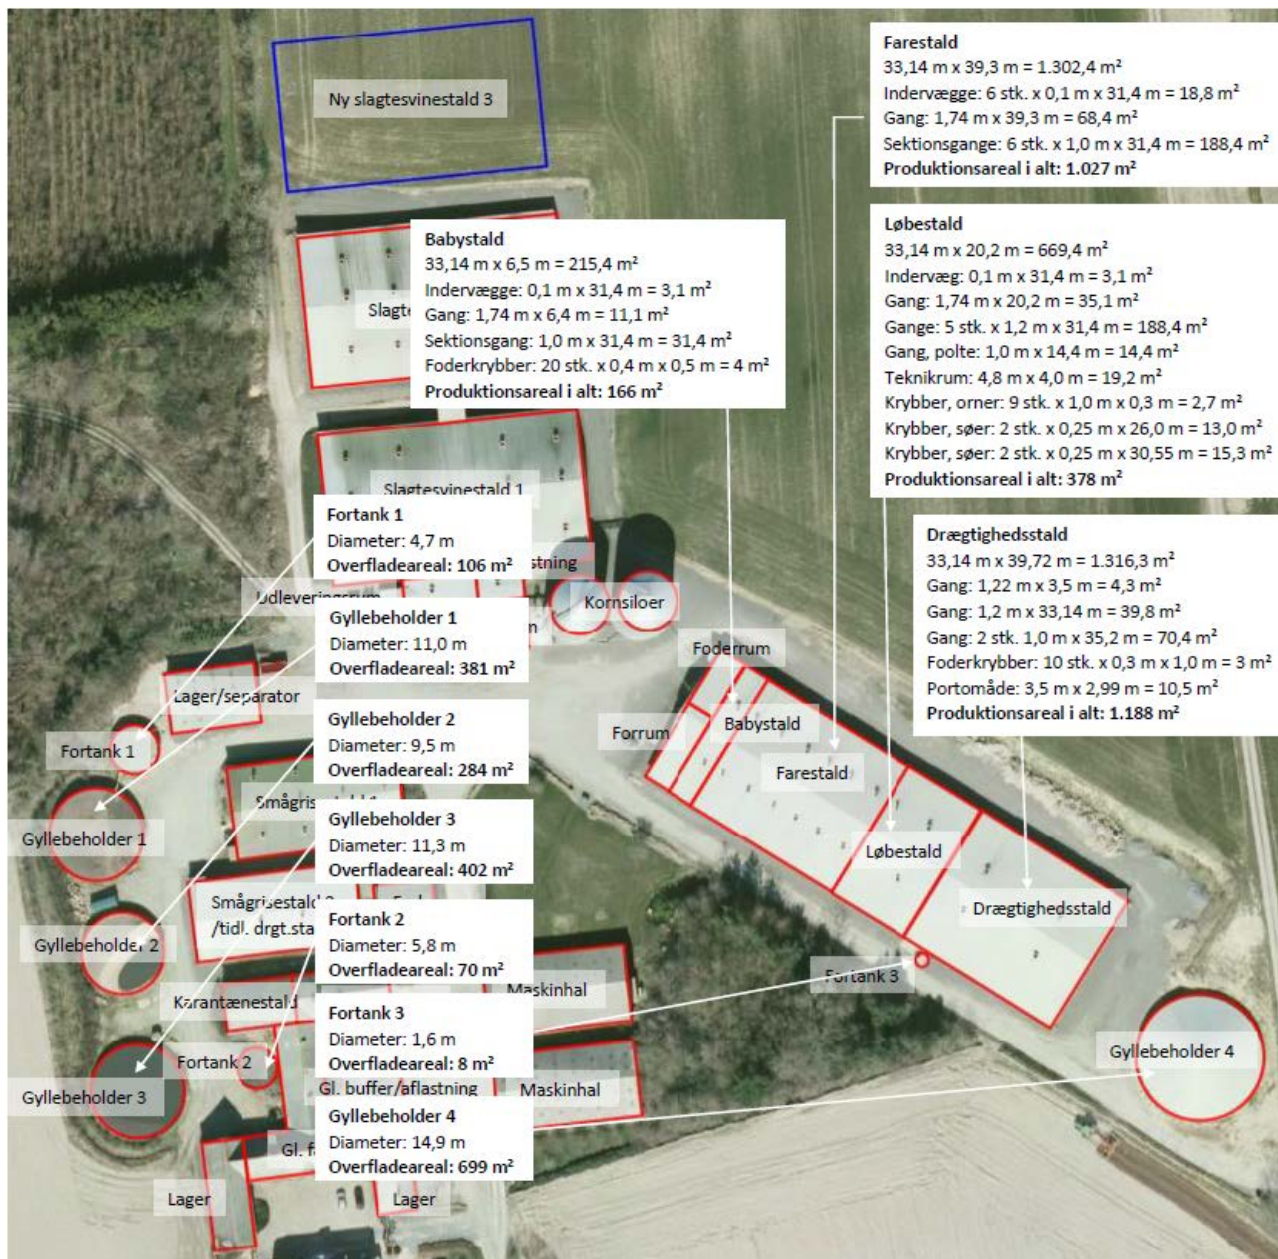 Ny slagtesvinestald 3
Farestald
33,14 m x 39,3 m = 1.302,4 m²
Indervægge: 6 stk. x 0,1 m x 31,4 m = 18,8 m²
Gang: 1,74 m x 39,3 m = 68,4 m²
Sektionsgange: 6 stk. x 1,0 m x 31,4 m = 188,4 m²
Produktionsareal i alt: 1.027 m²
Babystald
33,14 m x 6,5 m = 215,4 m²
Indervægge: 0,1 m x 31,4 m = 3,1 m²
Gang: 1,74 m x 6,4 m = 11,1 m²
Sektionsgang: 1,0 m x 31,4 m = 31,4 m²
Foderkrybber: 20 stk. x 0,4 m x 0,5 m = 4 m²
Produktionsareal i alt: 166 m²
Løbestald
33,14 m x 20,2 m = 669,4 m²
Indervæg: 0,1 m x 31,4 m = 3,1 m²
Gang: 1,74 m x 20,2 m = 35,1 m²
Gange: 5 stk. x 1,2 m x 31,4 m = 188,4 m²
Gang, polte: 1,0 m x 14,4 m = 14,4 m²
Teknikrum: 4,8 m x 4,0 m = 19,2 m²
Krybber, orner: 9 stk. x 1,0 m x 0,3 m = 2,7 m²
Krybber, søer: 2 stk. x 0,25 m x 26,0 m = 13,0 m²
Krybber, søer: 2 stk. x 0,25 m x 30,55 m = 15,3 m²
Produktionsareal i alt: 378 m²
Slagtesvinestald 1
Fortank 1
Diameter: 4,7 m
Overfladeareal: 106 m²
Drægtighedsstald
33,14 m x 39,72 m = 1.316,3 m²
Gang: 1,22 m x 3,5 m = 4,3 m²
Gang: 1,2 m x 33,14 m = 39,8 m²
Gang: 2 stk. 1,0 m x 35,2 m = 70,4 m²
Foderkrybber: 10 stk. x 0,3 m x 1,0 m = 3 m²
Portomåde: 3,5 m x 2,99 m = 10,5 m²
Produktionsareal i alt: 1.188 m²
Udleveringsrum
Kornsiloer
Gyllebeholder 1
Diameter: 11,0 m
Overfladeareal: 381 m²
Foderrum
Lager/separator
Babystald
Forrum
Fortank 1
Gyllebeholder 2
Diameter: 9,5 m
Overfladeareal: 284 m²
Farestald
Smågrisestald 1
Gyllebeholder 1
Gyllebeholder 3
Diameter: 11,3 m
Overfladeareal: 402 m²
Løbestald
Smågrisestald 2
/tidl. drgt.sta
Drægtighedsstald
Gyllebeholder 2
Fortank 2
Diameter: 5,8 m
Overfladeareal: 70 m²
Fortank 3
Karantænestald
Maskinhal
Fortank 3
Diameter: 1,6 m
Overfladeareal: 8 m²
Gyllebeholder 4
Fortank 2
Gyllebeholder 3
Gl. buffer/aflastning
Maskinhal
Gyllebeholder 4
Diameter: 14,9 m
Overfladeareal: 699 m²
Lager
Lager